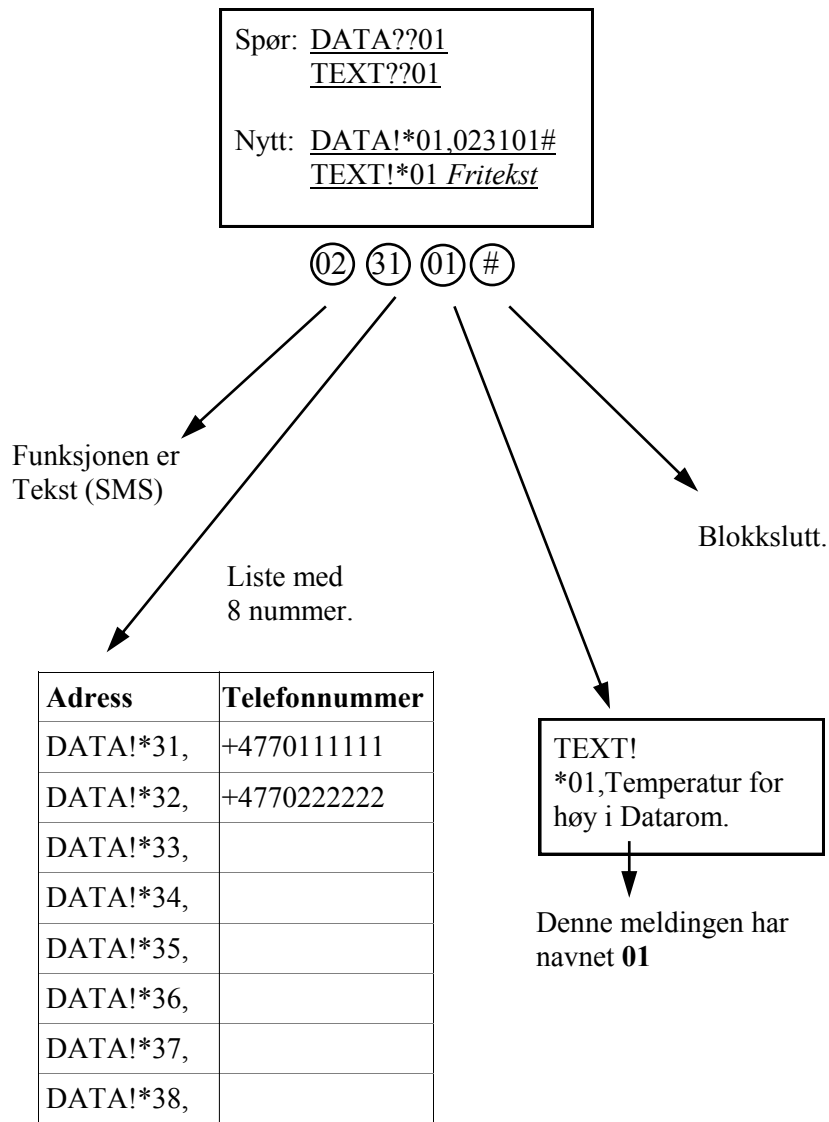 Spør: DATA??01
TEXT??01
Nytt: DATA!*01,023101#
TEXT!*01 Fritekst
02 31 01 #
Funksjonen er
Tekst (SMS)
Blokkslutt.
Liste med
8 nummer.
Adress Telefonnummer
DATA!*31, +4770111111
DATA!*32, +4770222222
DATA!*33,
DATA!*34,
DATA!*35,
DATA!*36,
DATA!*37,
DATA!*38,
TEXT!
*01,Temperatur for
høy i Datarom.
Denne meldingen har
navnet 01